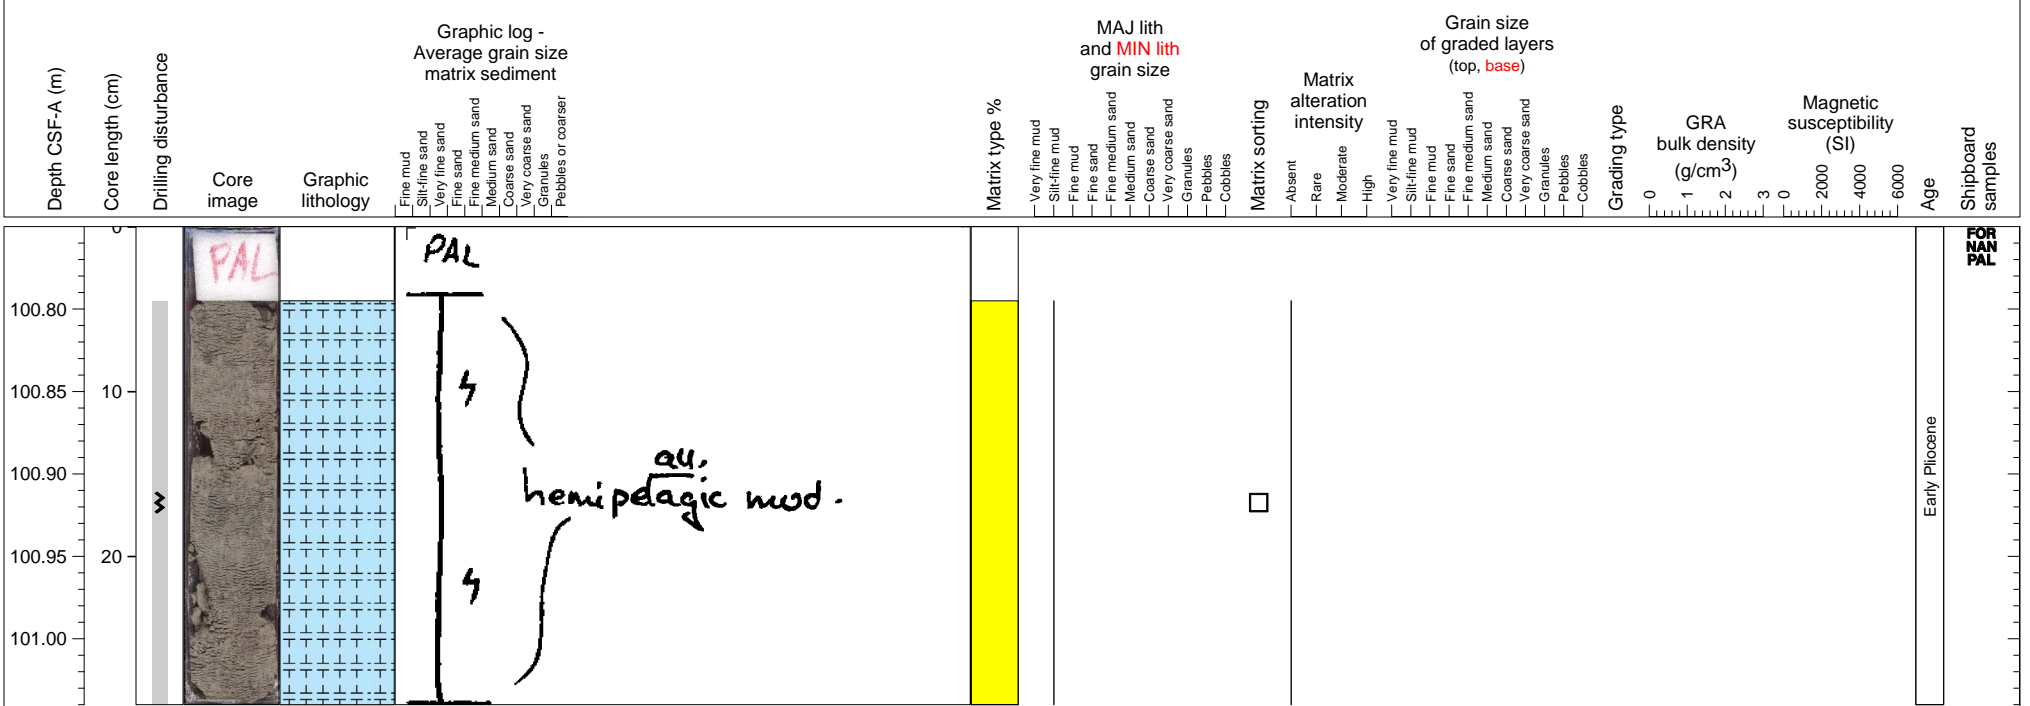 Depth CSF-A (m)
Core length (cm)
Drilling disturbance
Core
image
Graphic
lithology
Graphic log -
Average grain size
matrix sediment
Fine mud
Silt-fine sand
Very fine sand
Fine sand
Fine medium sand
Medium sand
Coarse sand
Very coarse sand
Granules
Pebbles or coarser
Matrix type %
MAJ lith
and MIN lith
grain size
Very fine mud
Silt-fine mud
Fine mud
Fine sand
Fine medium sand
Medium sand
Coarse sand
Very coarse sand
Granules
Pebbles
Cobbles
Matrix sorting
Matrix
alteration
intensity
Absent
Rare
Moderate
High
Grain size
of graded layers
(top, base)
Very fine mud
Silt-fine mud
Fine mud
Fine sand
Fine medium sand
Medium sand
Coarse sand
Very coarse sand
Granules
Pebbles
Cobbles
Grading type
GRA
bulk density
(g/cm3)
0 1 2 3
Magnetic
susceptibility
(SI)
0 2000 4000 6000
Age
Shipboard
samples
0
PAL
PAL
FOR
NAN
PAL
100.80
100.85
10
100.90
hemipelagic mud.
Early Pliocene
100.95
20
101.00